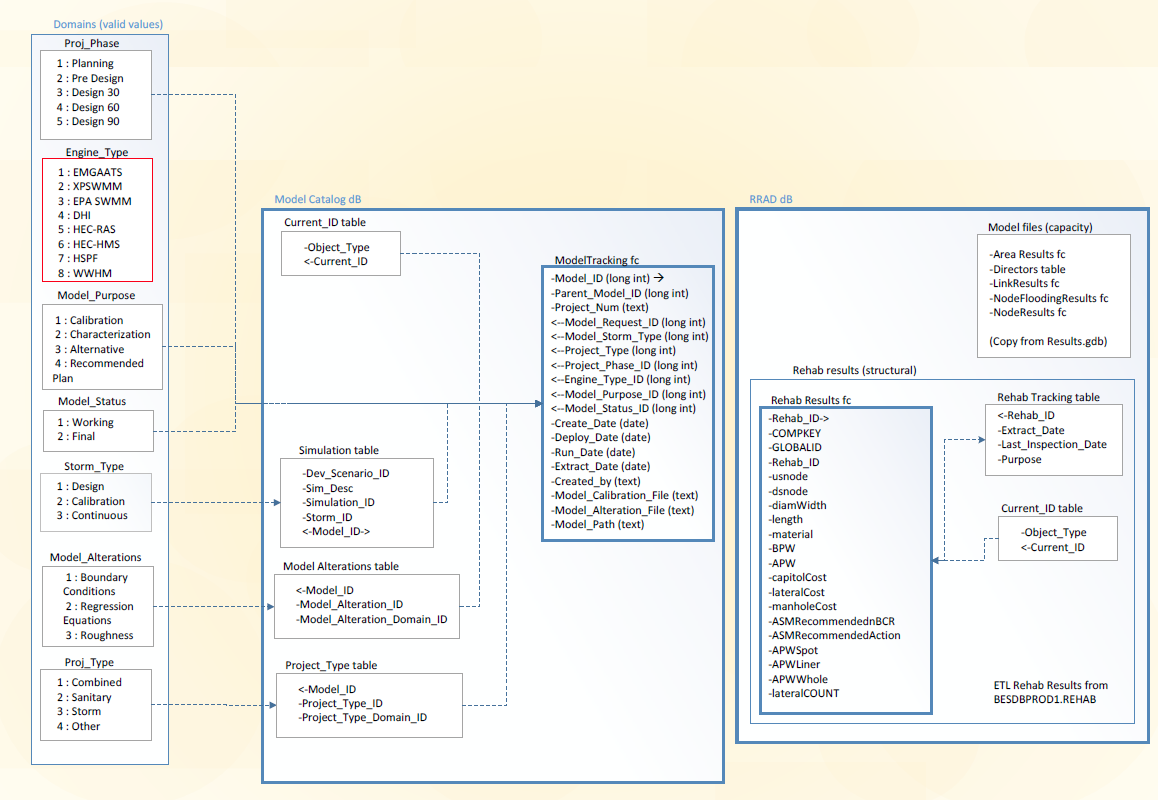 Domains (valid values)
Proj_Phase
1 : Planning
2 : Pre Design
3 : Design 30
4 : Design 60
5 : Design 90
Engine_Type
1 : EMGAATS
2 : XPSWMM
3 : EPA SWMM
4 : DHI
5 : HEC-RAS
6 : HEC-HMS
7 : HSPF
8 : WWHM
Model_Purpose
1 : Calibration
2 : Characterization
3 : Alternative
4 : Recommended
Plan
Model_Status
1 : Working
2 : Final
Storm_Type
1 : Design
2 : Calibration
3 : Continuous
Model_Alterations
1 : Boundary
Conditions
2 : Regression
Equations
3 : Roughness
Proj_Type
1 : Combined
2 : Sanitary
3 : Storm
4 : Other
Model Catalog dB
Current_ID table
-Object_Type
<-Current_ID
Simulation table
-Dev_Scenario_ID
-Sim_Desc
-Simulation_ID
-Storm_ID
<-Model_ID->
Model Alterations table
<-Model_ID
-Model_Alteration_ID
-Model_Alteration_Domain_ID
Project_Type table
<-Model_ID
-Project_Type_ID
-Project_Type_Domain_ID
ModelTracking fc
-Model_ID (long int) →
-Parent_Model_ID (long int)
-Project_Num (text)
<--Model_Request_ID (long int)
<--Model_Storm_Type (long int)
<--Project_Type (long int)
<--Project_Phase_ID (long int)
<--Engine_Type_ID (long int)
<--Model_Purpose_ID (long int)
<--Model_Status_ID (long int)
-Create_Date (date)
-Deploy_Date (date)
-Run_Date (date)
-Extract_Date (date)
-Created_by (text)
-Model_Calibration_File (text)
-Model_Alteration_File (text)
-Model_Path (text)
RRAD dB
Model files (capacity)
-Area Results fc
-Directors table
-LinkResults fc
-NodeFloodingResults fc
-NodeResults fc
(Copy from Results.gdb)
Rehab results (structural)
Rehab Results fc
-Rehab_ID->
-COMPKEY
-GLOBALID
-Rehab_ID
-usnode
-dsnode
-diamWidth
-length
-material
-BPW
-APW
-capitolCost
-lateralCost
-manholeCost
-ASMRecommendednBCR
-ASMRecommendedAction
-APWSpot
-APWLiner
-APWWhole
-lateralCOUNT
Rehab Tracking table
<-Rehab_ID
-Extract_Date
-Last_Inspection_Date
-Purpose
Current_ID table
-Object_Type
<-Current_ID
ETL Rehab Results from
BESDBPROD1.REHAB